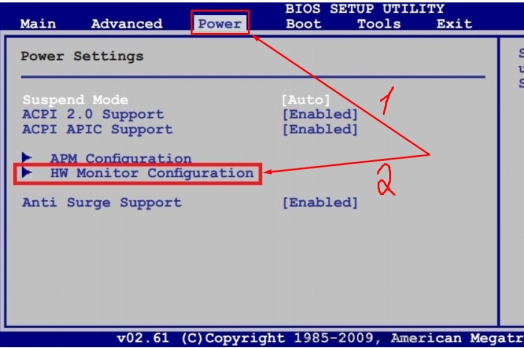 BIOS SETUP UTILITY
Main Advanced Power Boot Tools Exit
Power Settings
Suspend Mode [Auto]
ACPI 2.0 Support [Enabled]
ACPI APIC Support [Enabled]
APM Configuration
HW Monitor Configuration
Anti Surge Support [Enabled]
1
2
v02.61 (C)Copyright 1985-2009, American Megatr